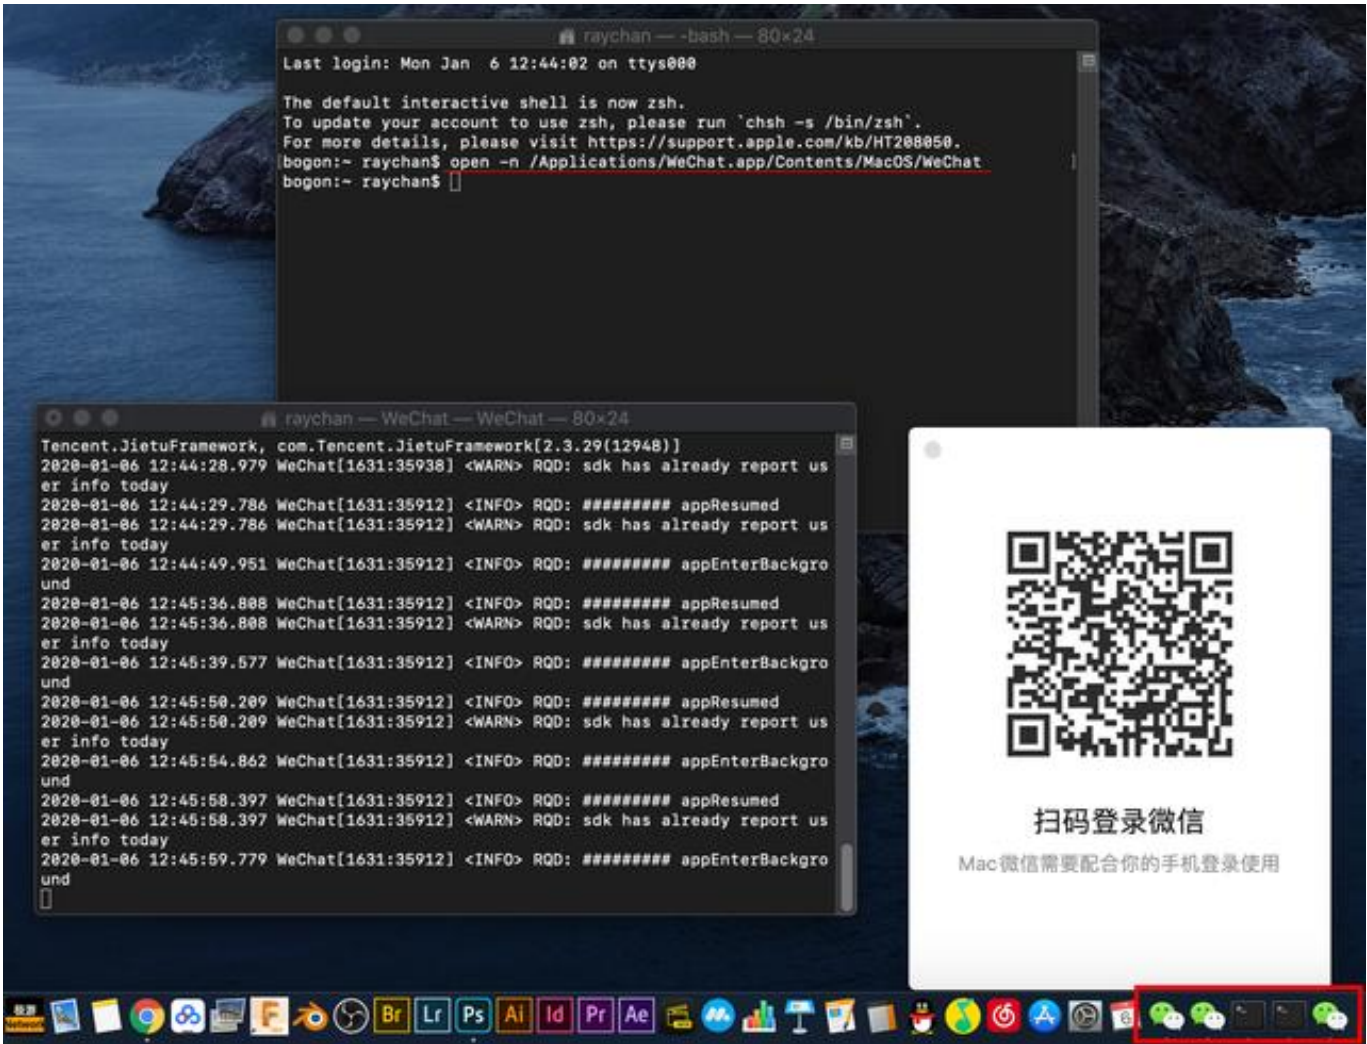 raychan — -bash — 80×24
Last login: Mon Jan  6 12:44:02 on ttys000
The default interactive shell is now zsh.
To update your account to use zsh, please run `chsh -s /bin/zsh`.
For more details, please visit https://support.apple.com/kb/HT208050.
bogon:~ raychan$ open -n /Applications/WeChat.app/Contents/MacOS/WeChat
bogon:~ raychan$
raychan — WeChat — WeChat — 80×24
Tencent.JietuFramework, com.Tencent.JietuFramework[2.3.29(12948)]
2020-01-06 12:44:28.979 WeChat[1631:35938] <WARN> RQD: sdk has already report us
er info today
2020-01-06 12:44:29.786 WeChat[1631:35912] <INFO> RQD: ######### appResumed
2020-01-06 12:44:29.786 WeChat[1631:35912] <WARN> RQD: sdk has already report us
er info today
2020-01-06 12:44:49.951 WeChat[1631:35912] <INFO> RQD: ######### appEnterBackgro
und
2020-01-06 12:45:36.808 WeChat[1631:35912] <INFO> RQD: ######### appResumed
2020-01-06 12:45:36.808 WeChat[1631:35912] <WARN> RQD: sdk has already report us
er info today
2020-01-06 12:45:39.577 WeChat[1631:35912] <INFO> RQD: ######### appEnterBackgro
und
2020-01-06 12:45:50.209 WeChat[1631:35912] <INFO> RQD: ######### appResumed
2020-01-06 12:45:50.209 WeChat[1631:35912] <WARN> RQD: sdk has already report us
er info today
2020-01-06 12:45:54.862 WeChat[1631:35912] <INFO> RQD: ######### appEnterBackgro
und
2020-01-06 12:45:58.397 WeChat[1631:35912] <INFO> RQD: ######### appResumed
2020-01-06 12:45:58.397 WeChat[1631:35912] <WARN> RQD: sdk has already report us
er info today
2020-01-06 12:45:59.779 WeChat[1631:35912] <INFO> RQD: ######### appEnterBackgro
und
扫码登录微信
Mac微信需要配合你的手机登录使用
Br Lr Ps Ai Id Pr Ae 6